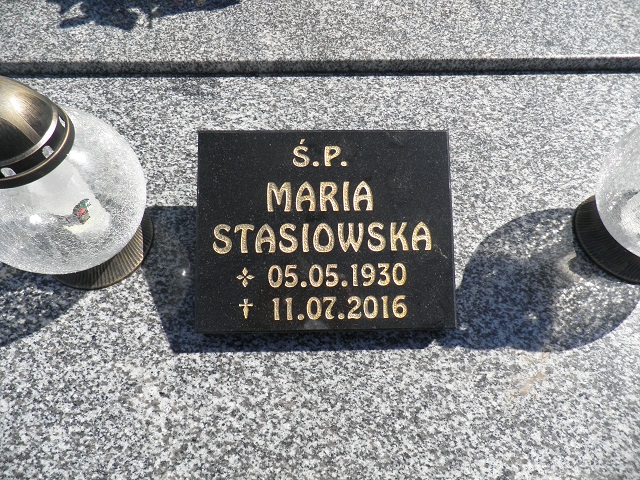 Ś.P.
MARIA
STASIOWSKA
✧ 05.05.1930
† 11.07.2016